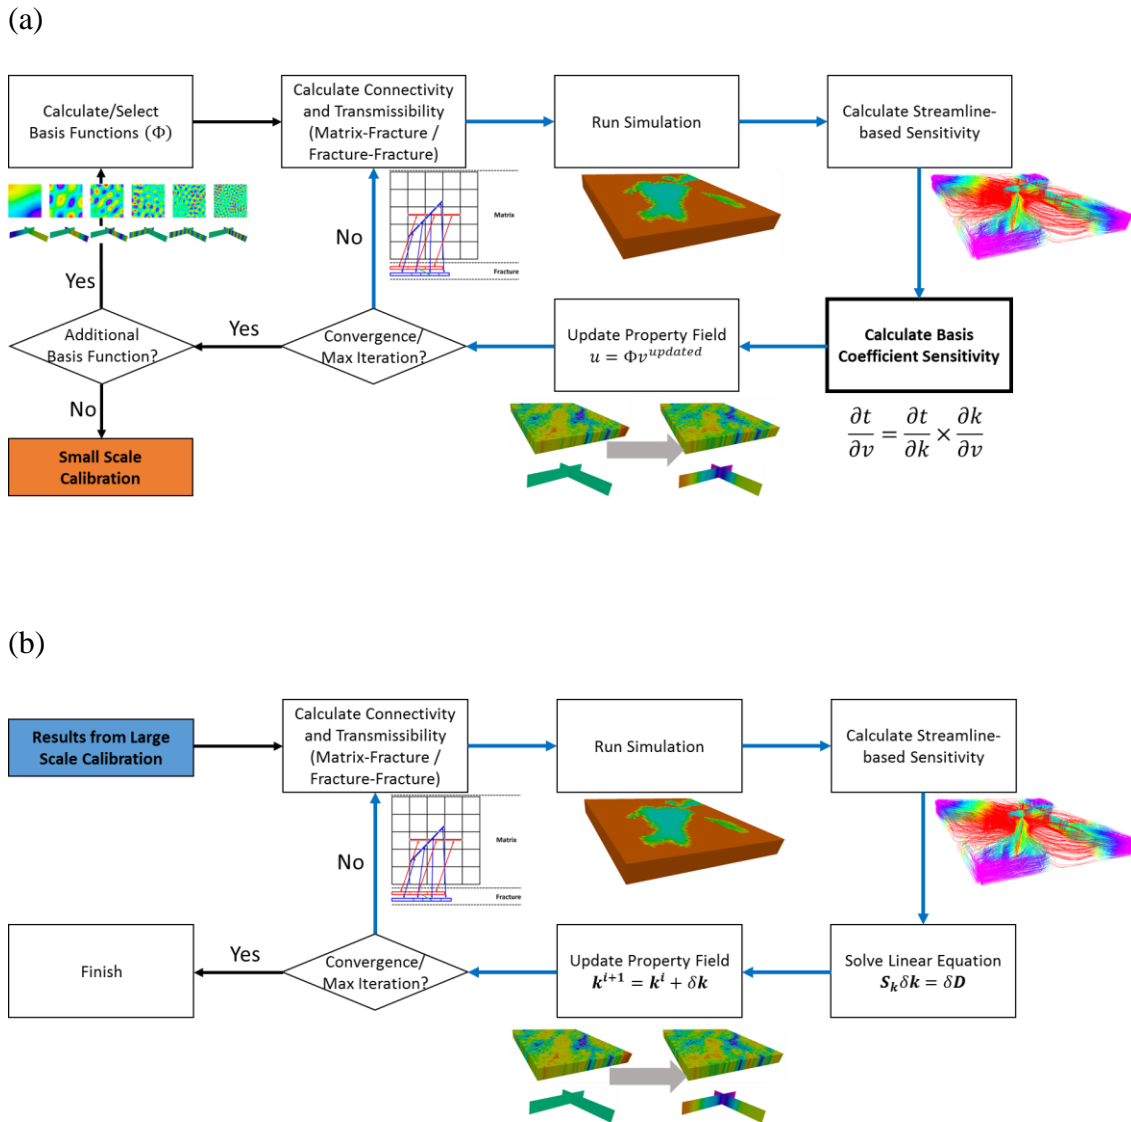 (a)
Calculate/Select
Basis Functions (Φ)
Calculate Connectivity
and Transmissibility
(Matrix-Fracture /
Fracture-Fracture)
Run Simulation
Calculate Streamline-
based Sensitivity
Matrix
Fracture
No
Yes
Additional
Basis Function?
Yes
Convergence/
Max Iteration?
Update Property Field
u = Φv^{updated}
Calculate Basis
Coefficient Sensitivity
∂t/∂v = ∂t/∂k × ∂k/∂v
No
Small Scale
Calibration
(b)
Results from Large
Scale Calibration
Calculate Connectivity
and Transmissibility
(Matrix-Fracture /
Fracture-Fracture)
Run Simulation
Calculate Streamline-
based Sensitivity
Matrix
Fracture
No
Finish
Yes
Convergence/
Max Iteration?
Update Property Field
k^{i+1} = k^i + δk
Solve Linear Equation
S_kδk = δD